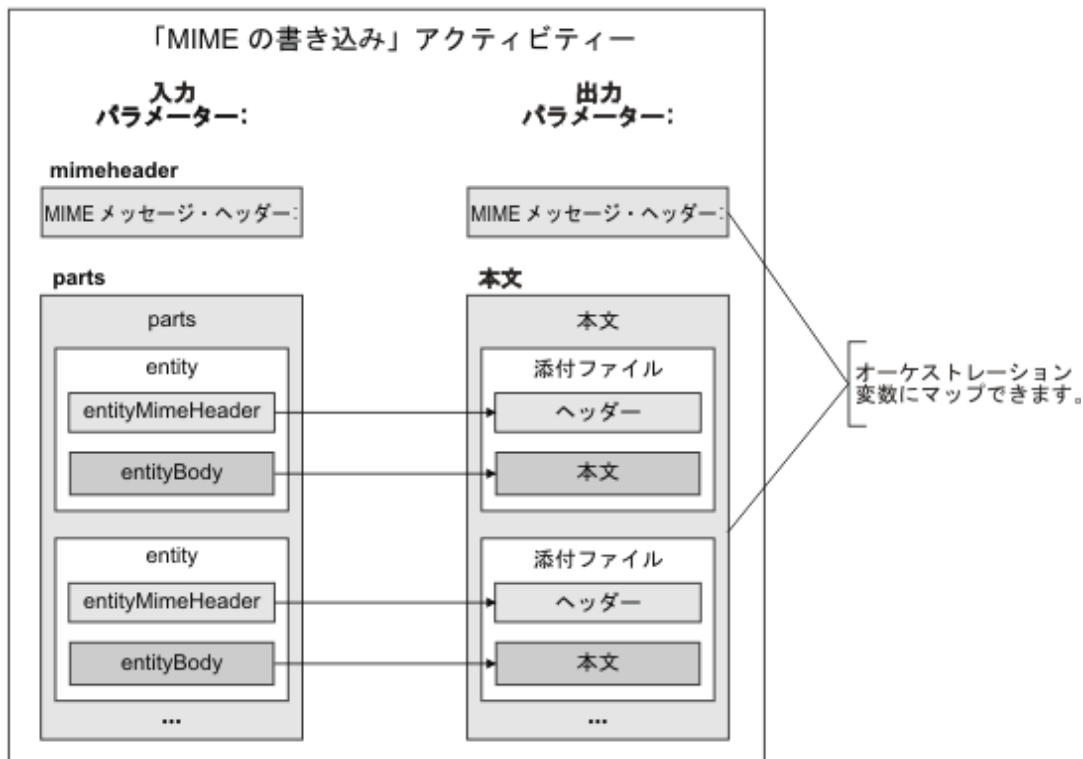 「MIME の書き込み」アクティビティー
入力
パラメーター:
出力
パラメーター:
mimeheader
MIME メッセージ・ヘッダー:
MIME メッセージ・ヘッダー:
parts
本文
parts
entity
entityMimeHeader
entityBody
entity
entityMimeHeader
entityBody
...
本文
添付ファイル
ヘッダー
本文
添付ファイル
ヘッダー
本文
...
オーケストレーション
変数にマップできます。